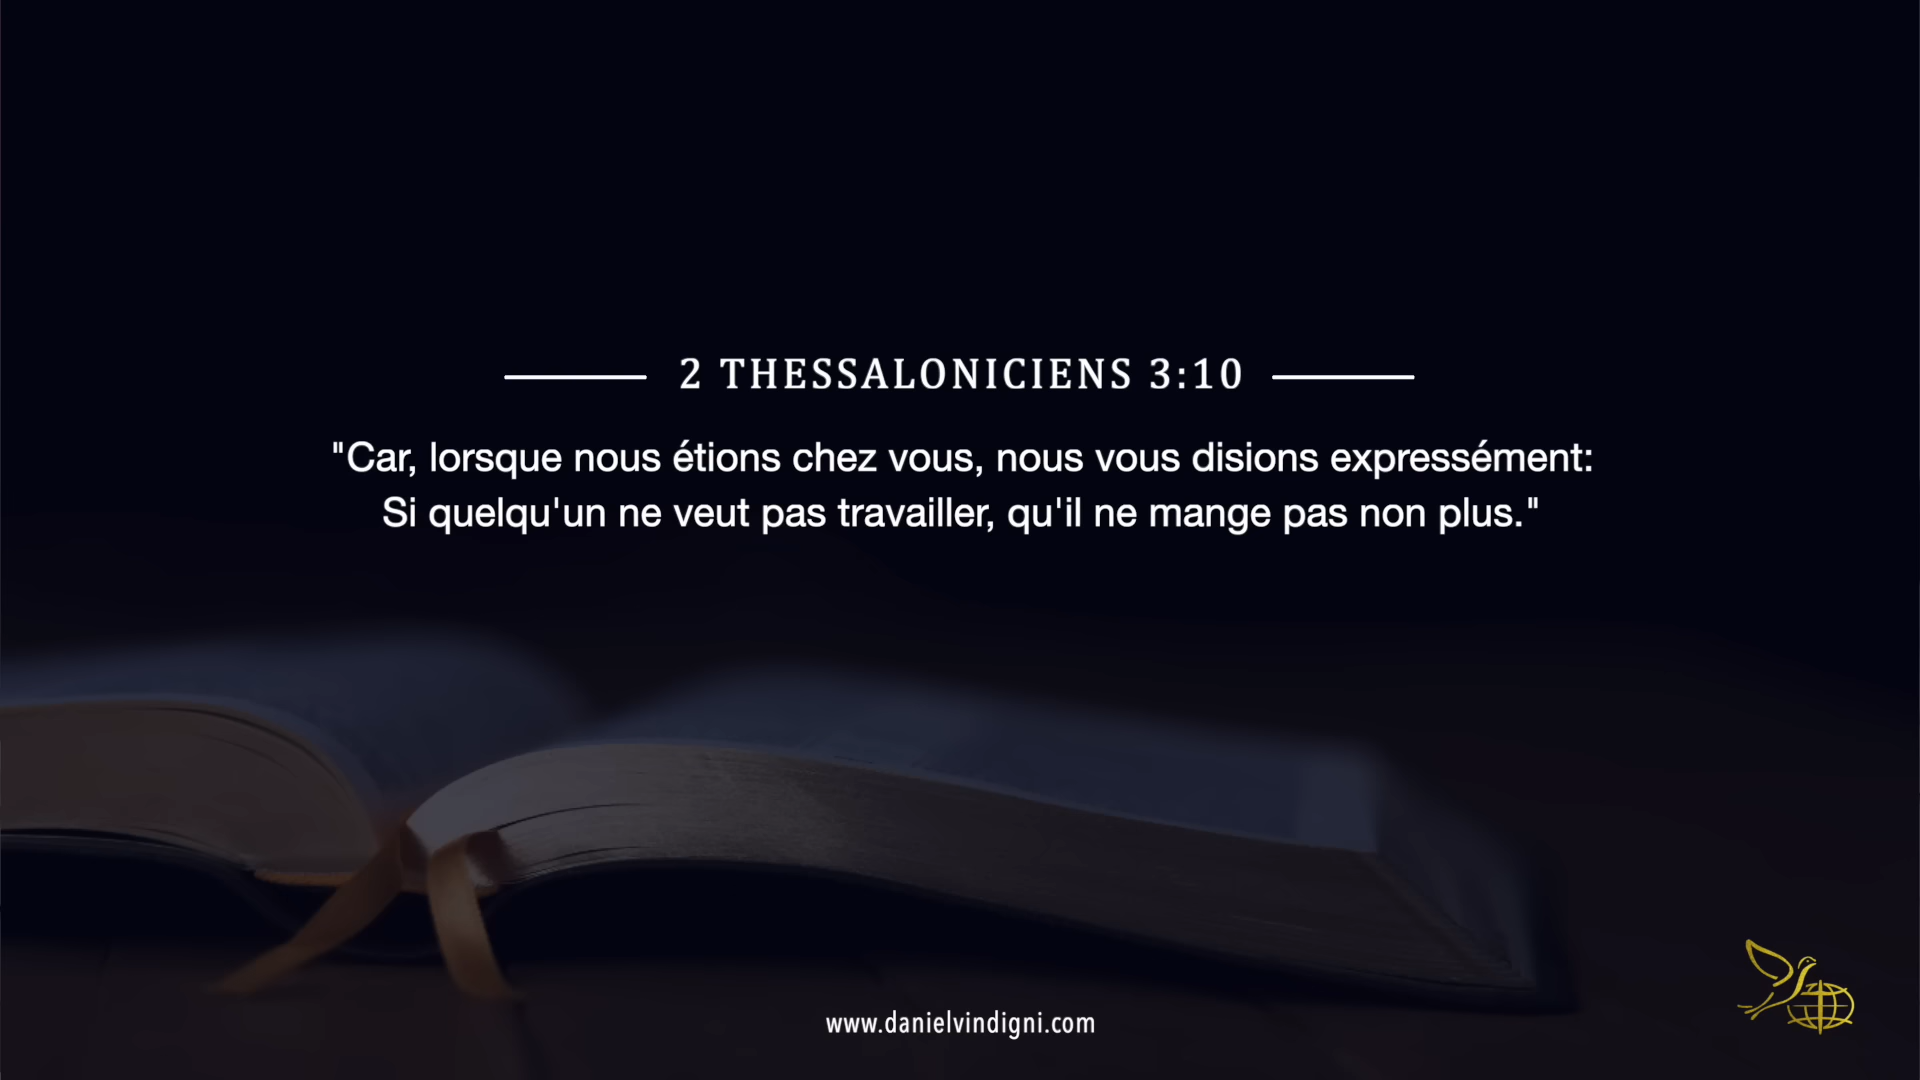 2 THESSALONICIENS 3:10
"Car, lorsque nous étions chez vous, nous vous disions expressément:
Si quelqu'un ne veut pas travailler, qu'il ne mange pas non plus."
www.danielvindigni.com